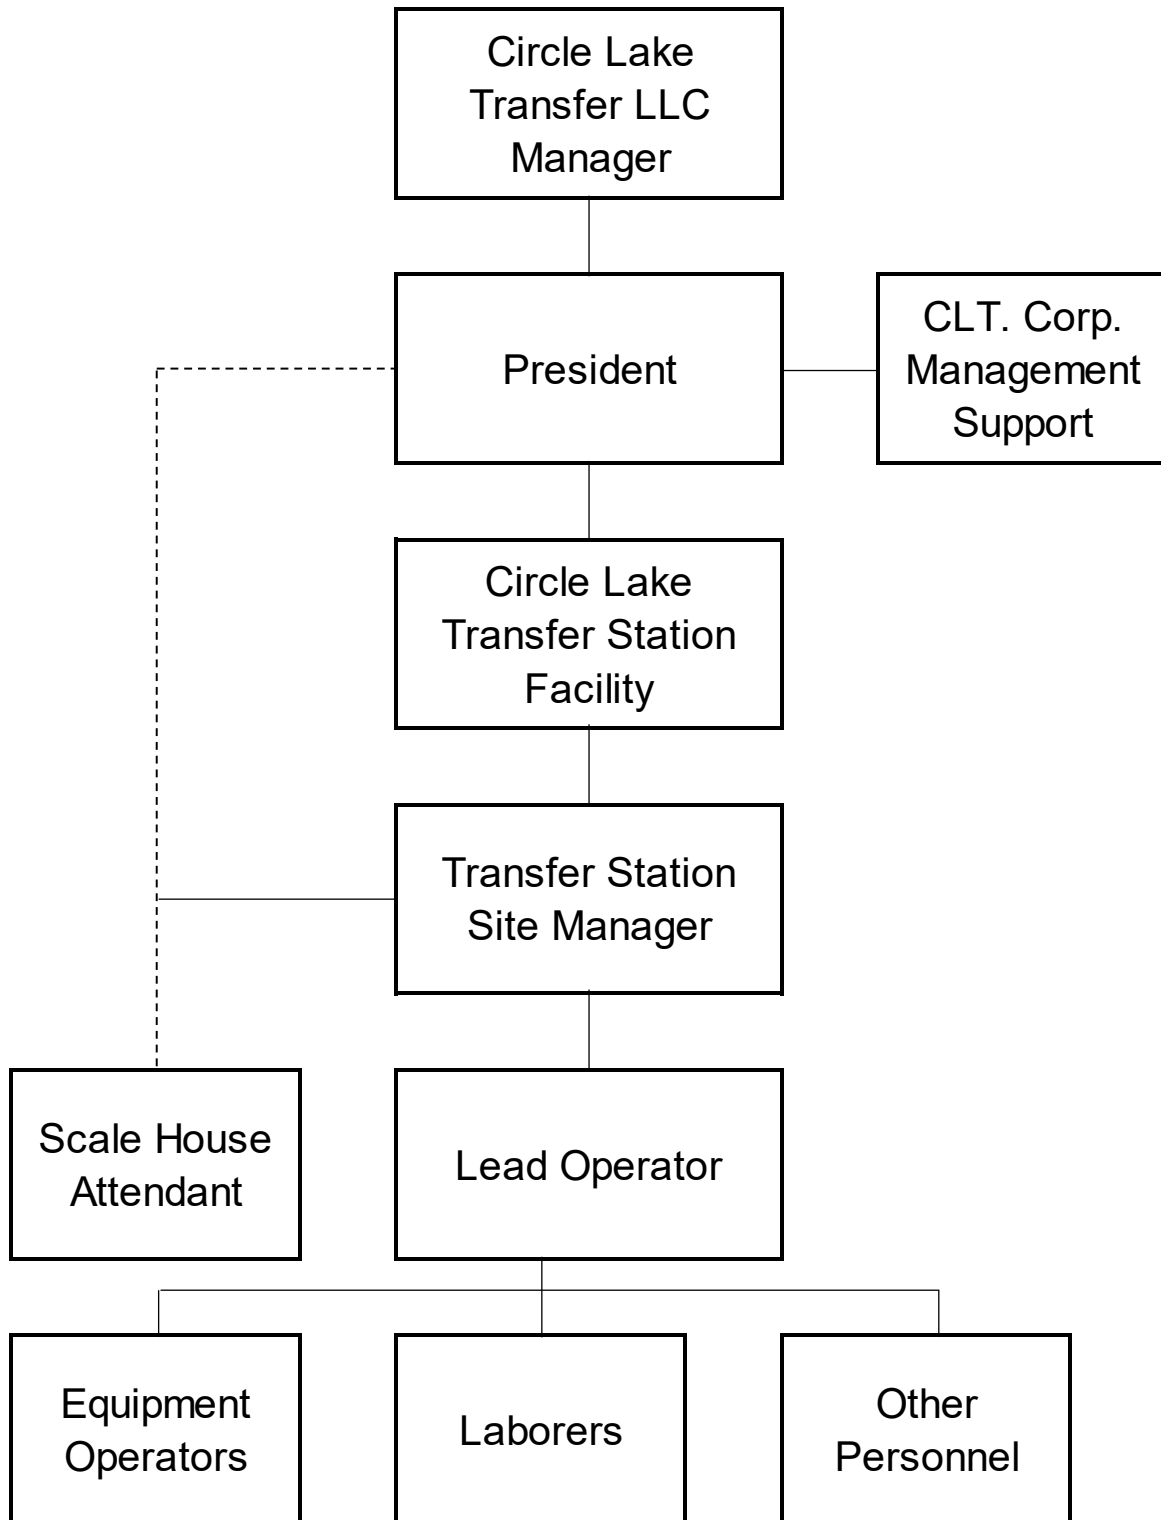 Circle Lake
Transfer LLC
Manager
President
CLT. Corp.
Management
Support
Circle Lake
Transfer Station
Facility
Transfer Station
Site Manager
Scale House
Attendant
Lead Operator
Equipment
Operators
Laborers
Other
Personnel